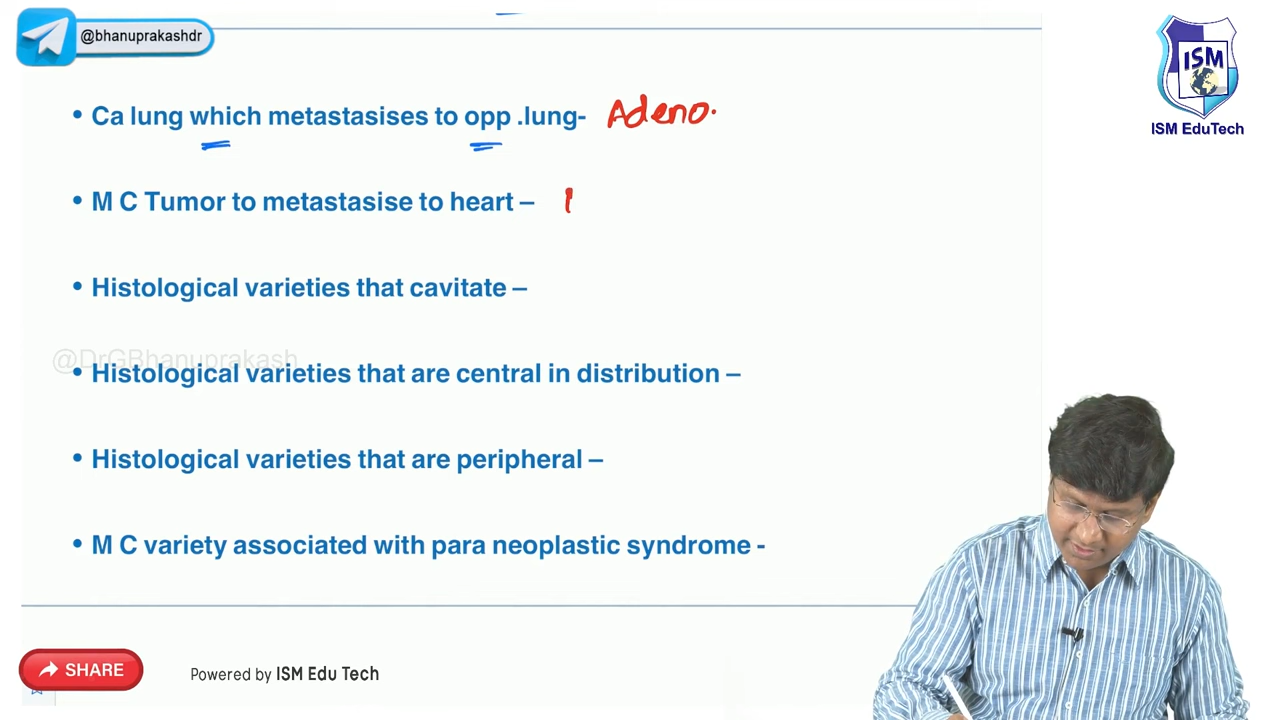 @bhanuprakashdr
ISM
ISM EduTech
• Ca lung which metastasises to opp .lung- Adeno.
• M C Tumor to metastasise to heart –
• Histological varieties that cavitate –
@DrGBhanuprakash
• Histological varieties that are central in distribution –
• Histological varieties that are peripheral –
• M C variety associated with para neoplastic syndrome -
SHARE
Powered by ISM Edu Tech